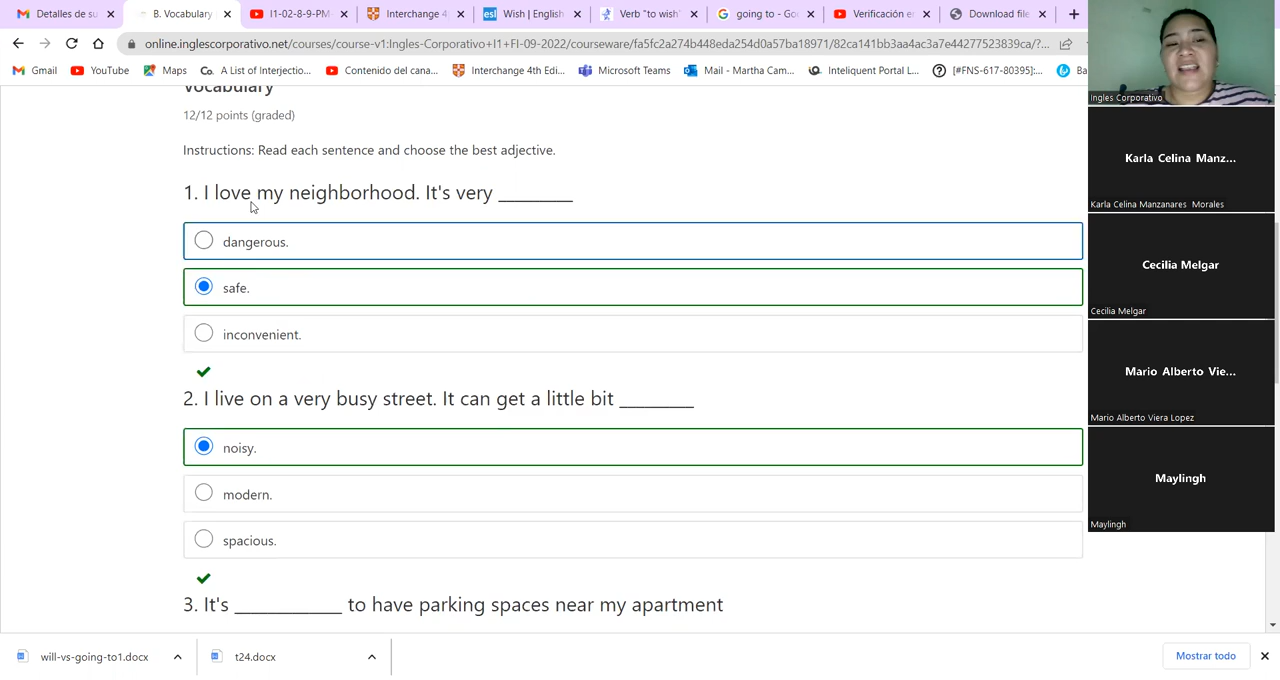 Detalles de su
B. Vocabulary
I1-02-8-9-PM-
Interchange 4
Wish | English
Verb "to wish"
going to - Go
Verificación e
Download file
online.inglescorporativo.net/courses/course-v1:Ingles-Corporativo+I1+FI-09-2022/courseware/fa5fc2a274b448eda254d0a57ba18971/82ca141bb3aa4ac3a7e44277523839ca/?...
Gmail
YouTube
Maps
A List of Interjectio...
Contenido del cana...
Interchange 4th Edi...
Microsoft Teams
Mail - Martha Cam...
Inteliquent Portal L...
[#FNS-617-80395]:...
Ba
Vocabulary
12/12 points (graded)
Instructions: Read each sentence and choose the best adjective.
1. I love my neighborhood. It's very ________
dangerous.
safe.
inconvenient.
2. I live on a very busy street. It can get a little bit ________
noisy.
modern.
spacious.
3. It's ____________ to have parking spaces near my apartment
Ingles Corporativo
Karla Celina Manz...
Karla Celina Manzanares Morales
Cecilia Melgar
Cecilia Melgar
Mario Alberto Vie...
Mario Alberto Viera Lopez
Maylingh
Maylingh
will-vs-going-to1.docx
t24.docx
Mostrar todo